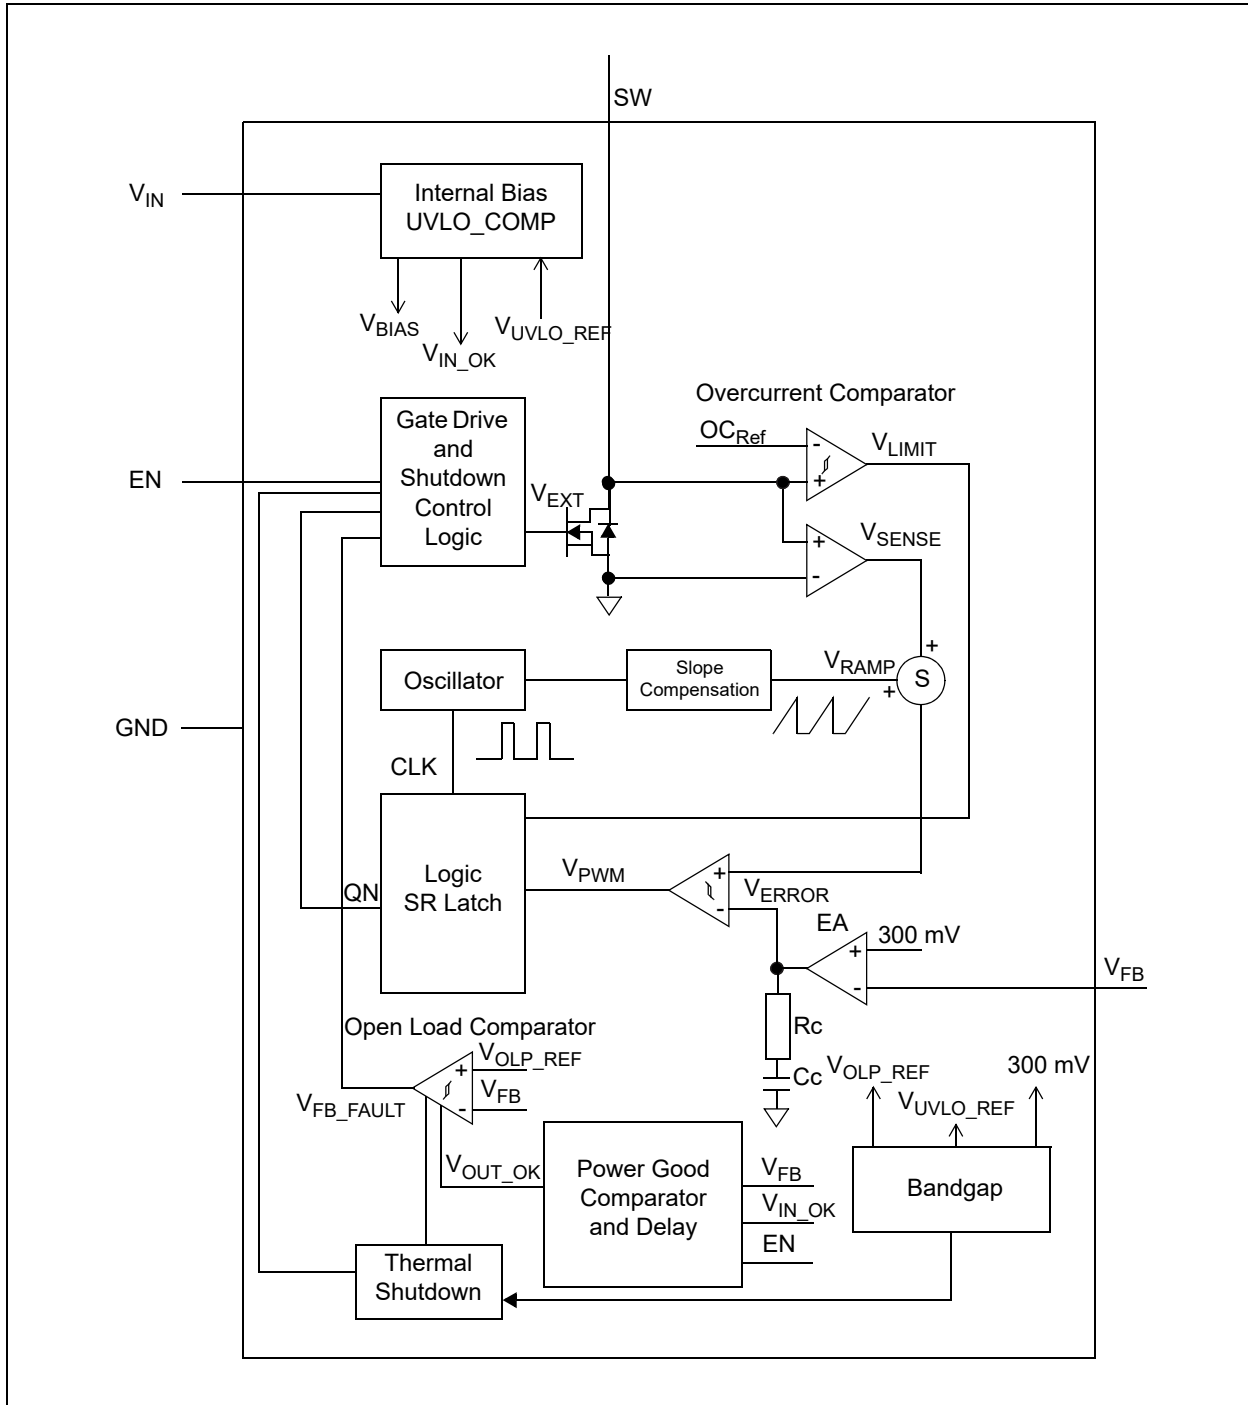 SW
V_IN
Internal Bias
UVLO_COMP
V_BIAS
V_IN_OK
V_UVLO_REF
Overcurrent Comparator
OC_Ref
-
+
V_LIMIT
EN
Gate Drive
and
Shutdown
Control
Logic
V_EXT
+
-
V_SENSE
+
Oscillator
Slope
Compensation
V_RAMP
+
S
GND
CLK
Logic
SR Latch
QN
V_PWM
+
-
V_ERROR
EA
+
-
300 mV
V_FB
Rc
Cc
Open Load Comparator
V_OLP_REF
V_FB
+
-
V_FB_FAULT
V_OUT_OK
Power Good
Comparator
and Delay
V_FB
V_IN_OK
EN
V_OLP_REF
V_UVLO_REF
300 mV
Bandgap
Thermal
Shutdown